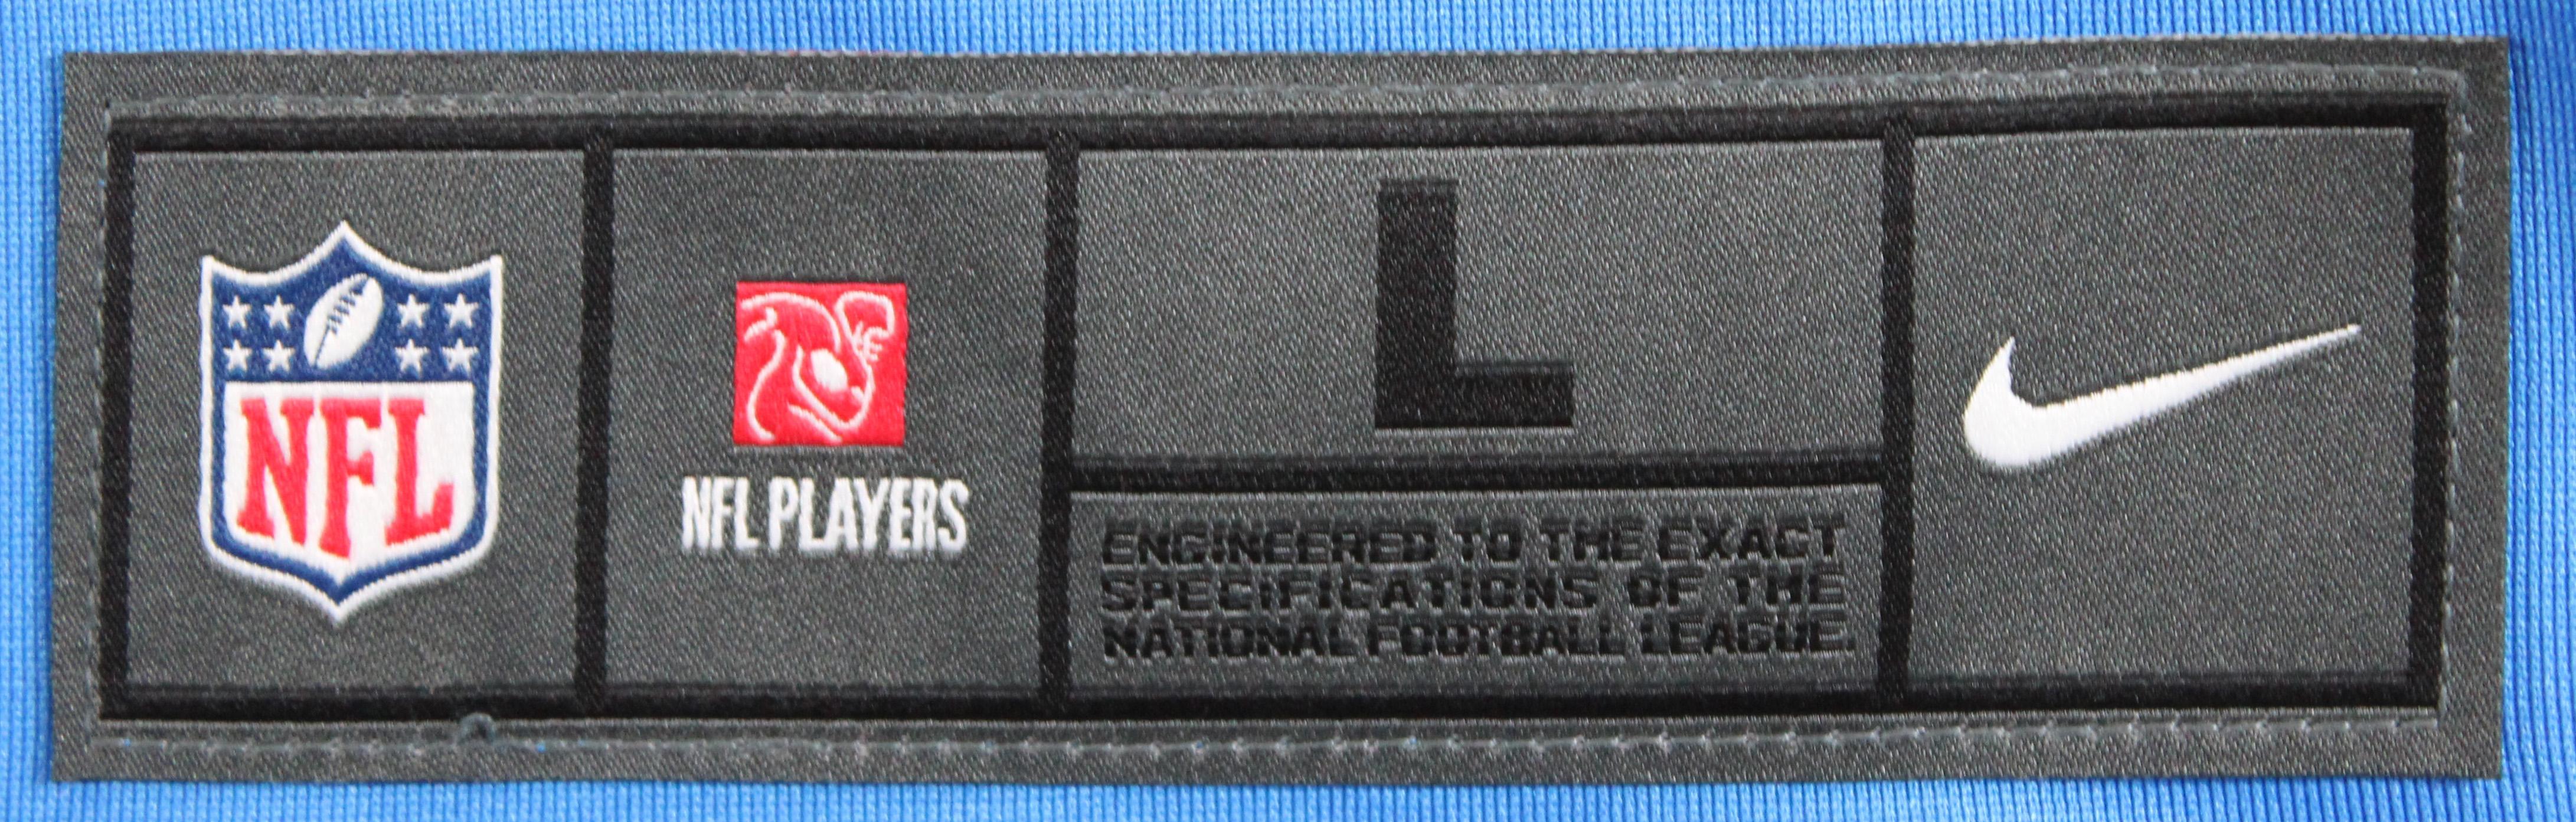 NFL
NFL PLAYERS
L
ENGINEERED TO THE EXACT
SPECIFICATIONS OF THE
NATIONAL FOOTBALL LEAGUE.